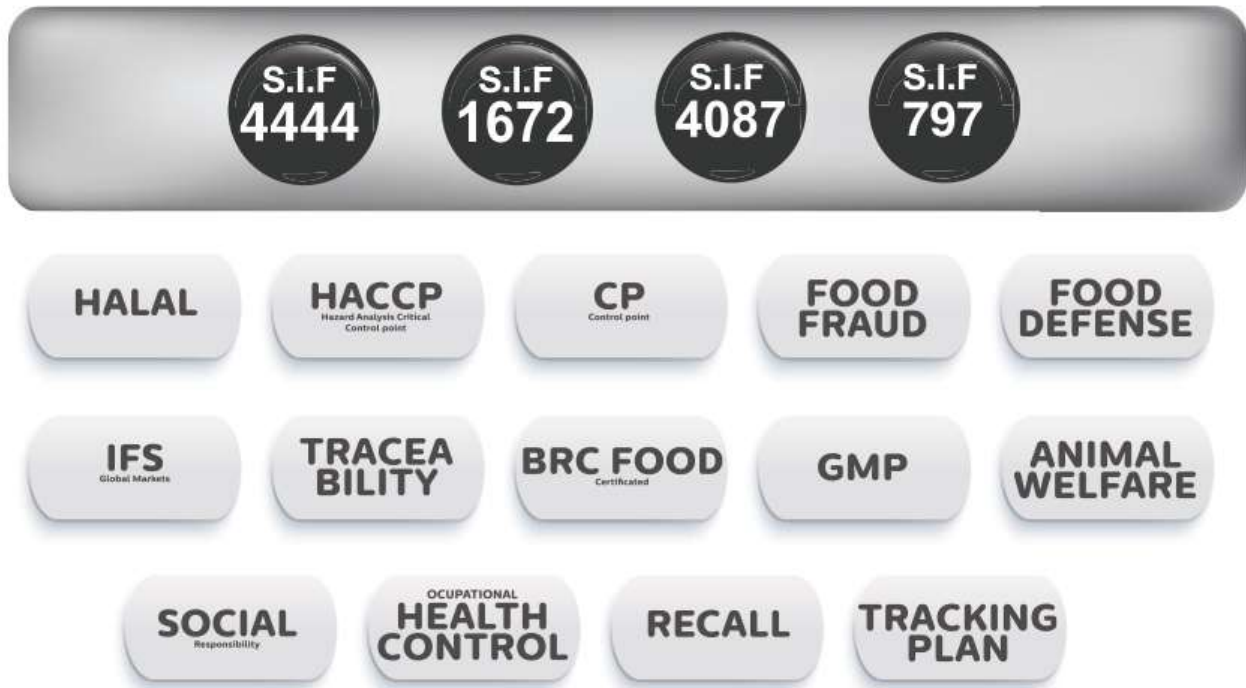 S.I.F
4444
S.I.F
1672
S.I.F
4087
S.I.F
797
HALAL
HACCP
Hazard Analysis Critical
Control point
CP
Control point
FOOD
FRAUD
FOOD
DEFENSE
IFS
Global Markets
TRACEA
BILITY
BRC FOOD
Certificated
GMP
ANIMAL
WELFARE
SOCIAL
Responsibility
OCUPATIONAL
HEALTH
CONTROL
RECALL
TRACKING
PLAN